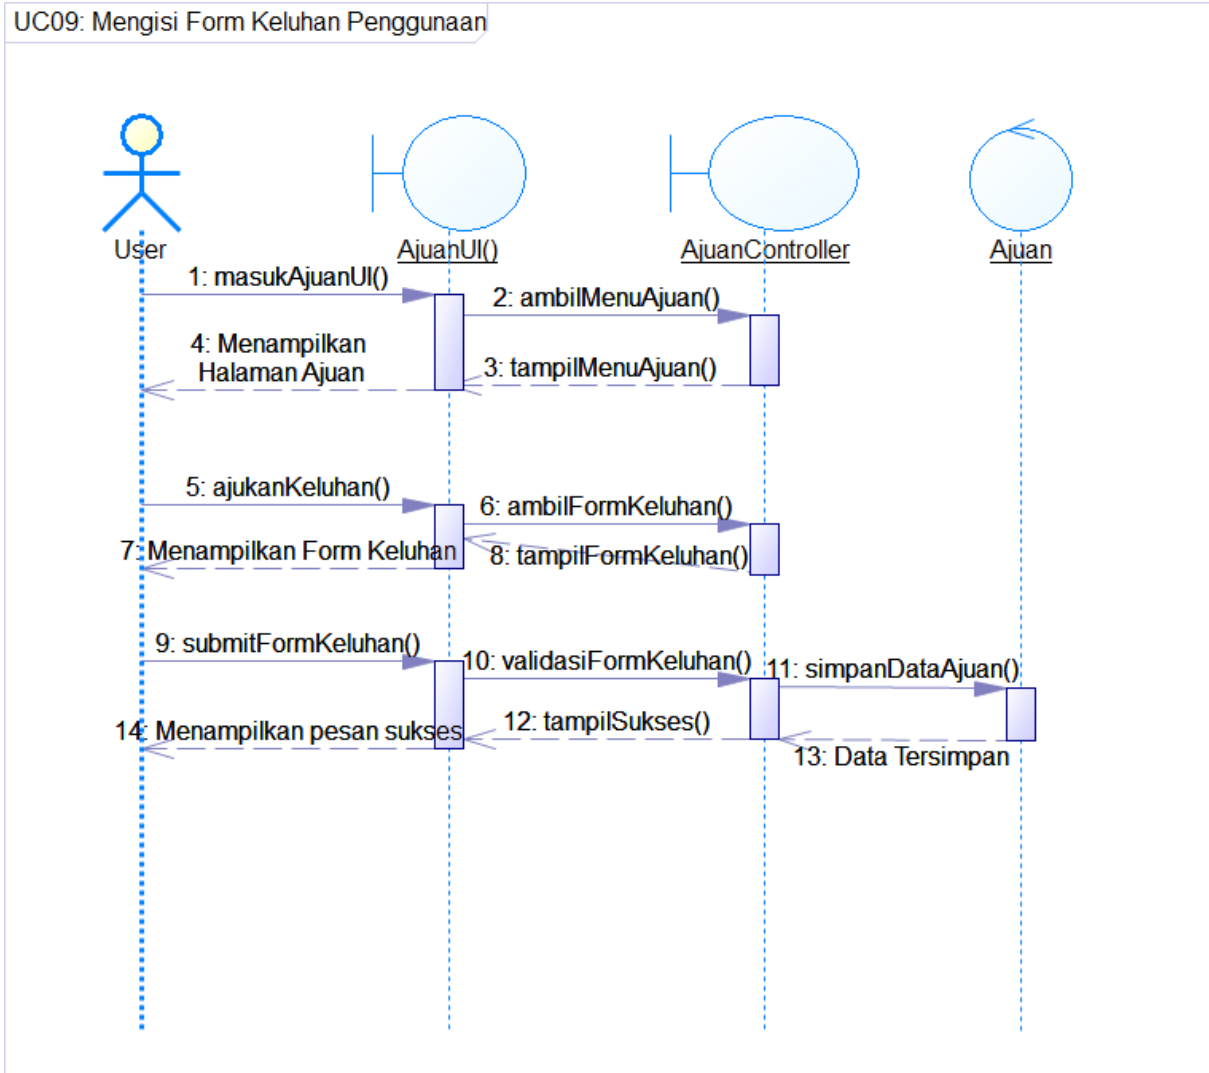 UC09: Mengisi Form Keluhan Penggunaan
User
AjuanUI()
AjuanController
Ajuan
1: masukAjuanUI()
2: ambilMenuAjuan()
4: Menampilkan
Halaman Ajuan
3: tampilMenuAjuan()
5: ajukanKeluhan()
6: ambilFormKeluhan()
7: Menampilkan Form Keluhan
8: tampilFormKeluhan()
9: submitFormKeluhan()
10: validasiFormKeluhan()
11: simpanDataAjuan()
14: Menampilkan pesan sukses
12: tampilSukses()
13: Data Tersimpan